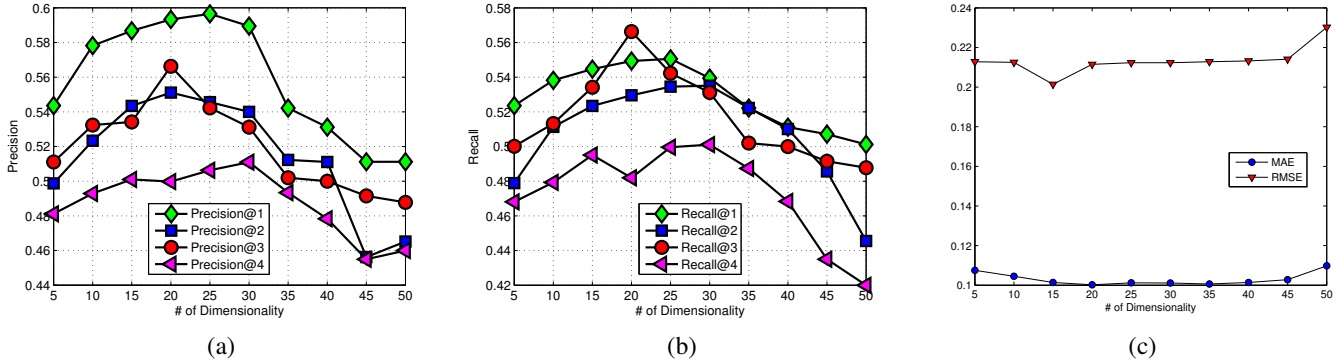 0.6
0.58
0.56
0.54
0.52
0.5
0.48
0.46
0.44
Precision
5 10 15 20 25 30 35 40 45 50
# of Dimensionality
Precision@1
Precision@2
Precision@3
Precision@4
(a)
0.58
0.56
0.54
0.52
0.5
0.48
0.46
0.44
0.42
Recall
5 10 15 20 25 30 35 40 45 50
# of Dimensionality
Recall@1
Recall@2
Recall@3
Recall@4
(b)
0.24
0.22
0.2
0.18
0.16
0.14
0.12
0.1
5 10 15 20 25 30 35 40 45 50
# of Dimensionality
MAE
RMSE
(c)